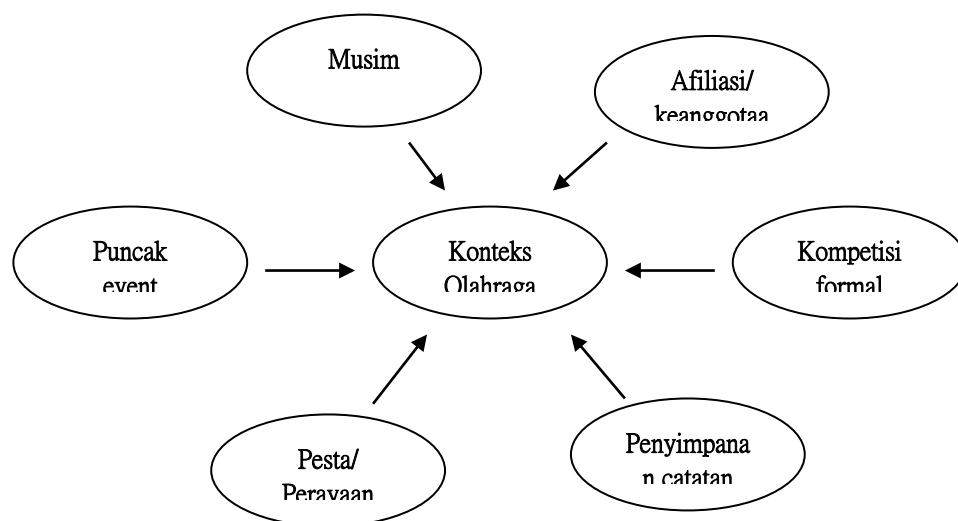 Musim
Afiliasi/
keanggotaa
Puncak
event
Konteks
Olahraga
Kompetisi
formal
Pesta/
Perayaan
Penyimpana
n catatan